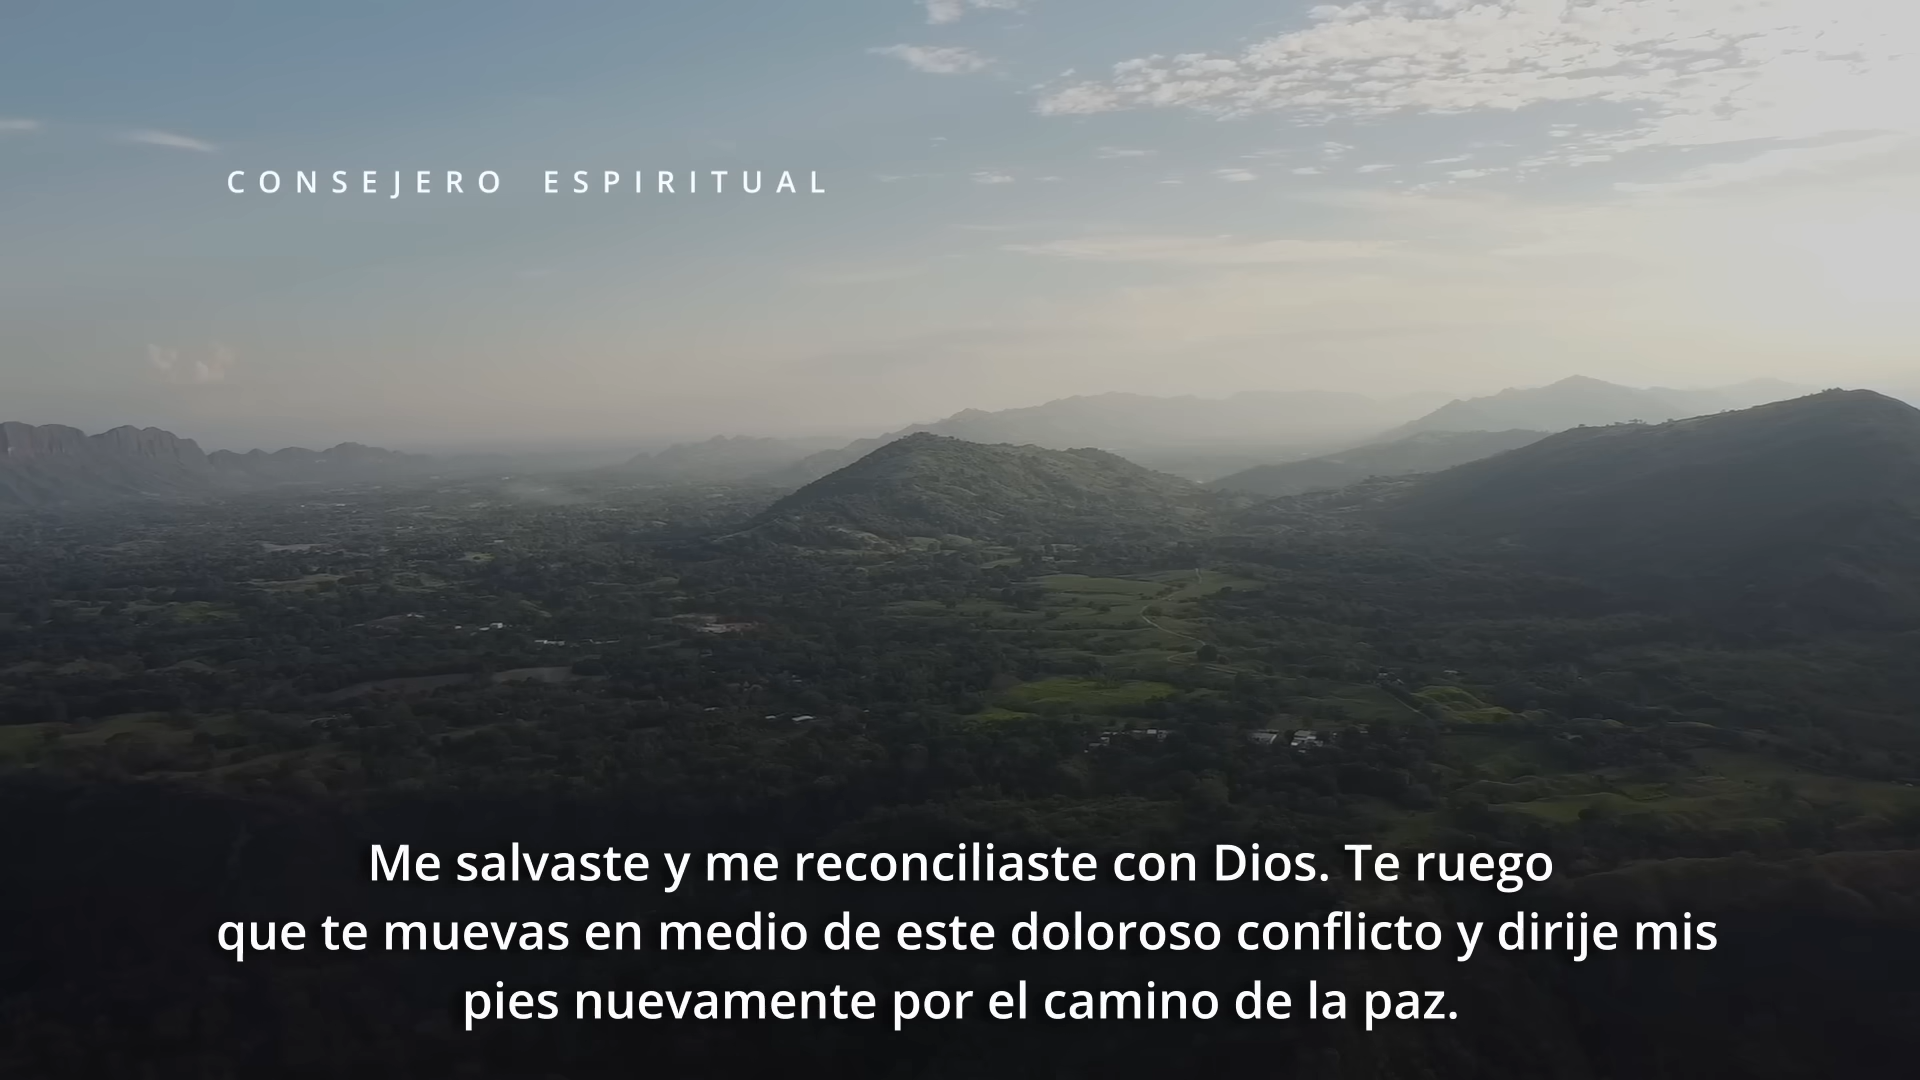 CONSEJERO ESPIRITUAL
Me salvaste y me reconciliaste con Dios. Te ruego
que te muevas en medio de este doloroso conflicto y dirije mis
pies nuevamente por el camino de la paz.